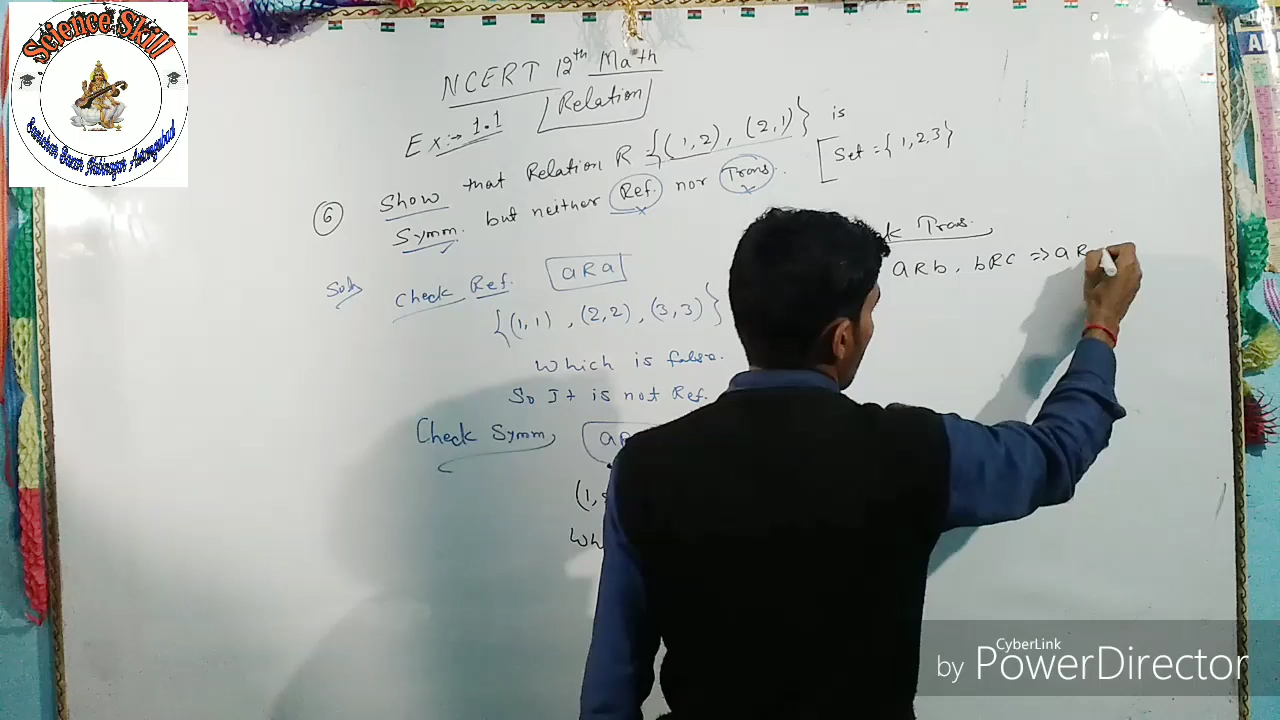 Science Skill
NCERT 12th Math
Relation
Ex:→ 1.1
6 Show that Relation R = {(1,2), (2,1)} is
Symm. but neither Ref. nor Trans. [Set = {1,2,3}
Soln Check Ref. aRa
{(1,1), (2,2), (3,3)}
Which is false.
So It is not Ref.
Check Symm aR
(1,
Wh
k Trans.
aRb, bRc => aR
CyberLink
by PowerDirector